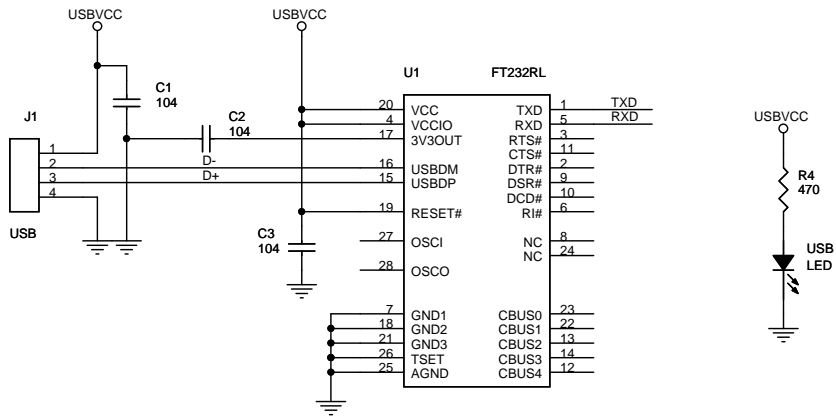 USBVCC
USBVCC
U1 FT232RL
C1
104
J1
C2
104
20 VCC TXD 1 TXD
4 VCCIO RXD 5 RXD
17 3V3OUT RTS# 3
CTS# 11
1
2 D- 16 USBDM DTR# 2
3 D+ 15 USBDP DSR# 9
4 DCD# 10
19 RESET# RI# 6
USB
C3
104
27 OSCI NC 8
NC 24
28 OSCO
7 GND1 CBUS0 23
18 GND2 CBUS1 22
21 GND3 CBUS2 13
26 TSET CBUS3 14
25 AGND CBUS4 12
USBVCC
R4
470
USB
LED